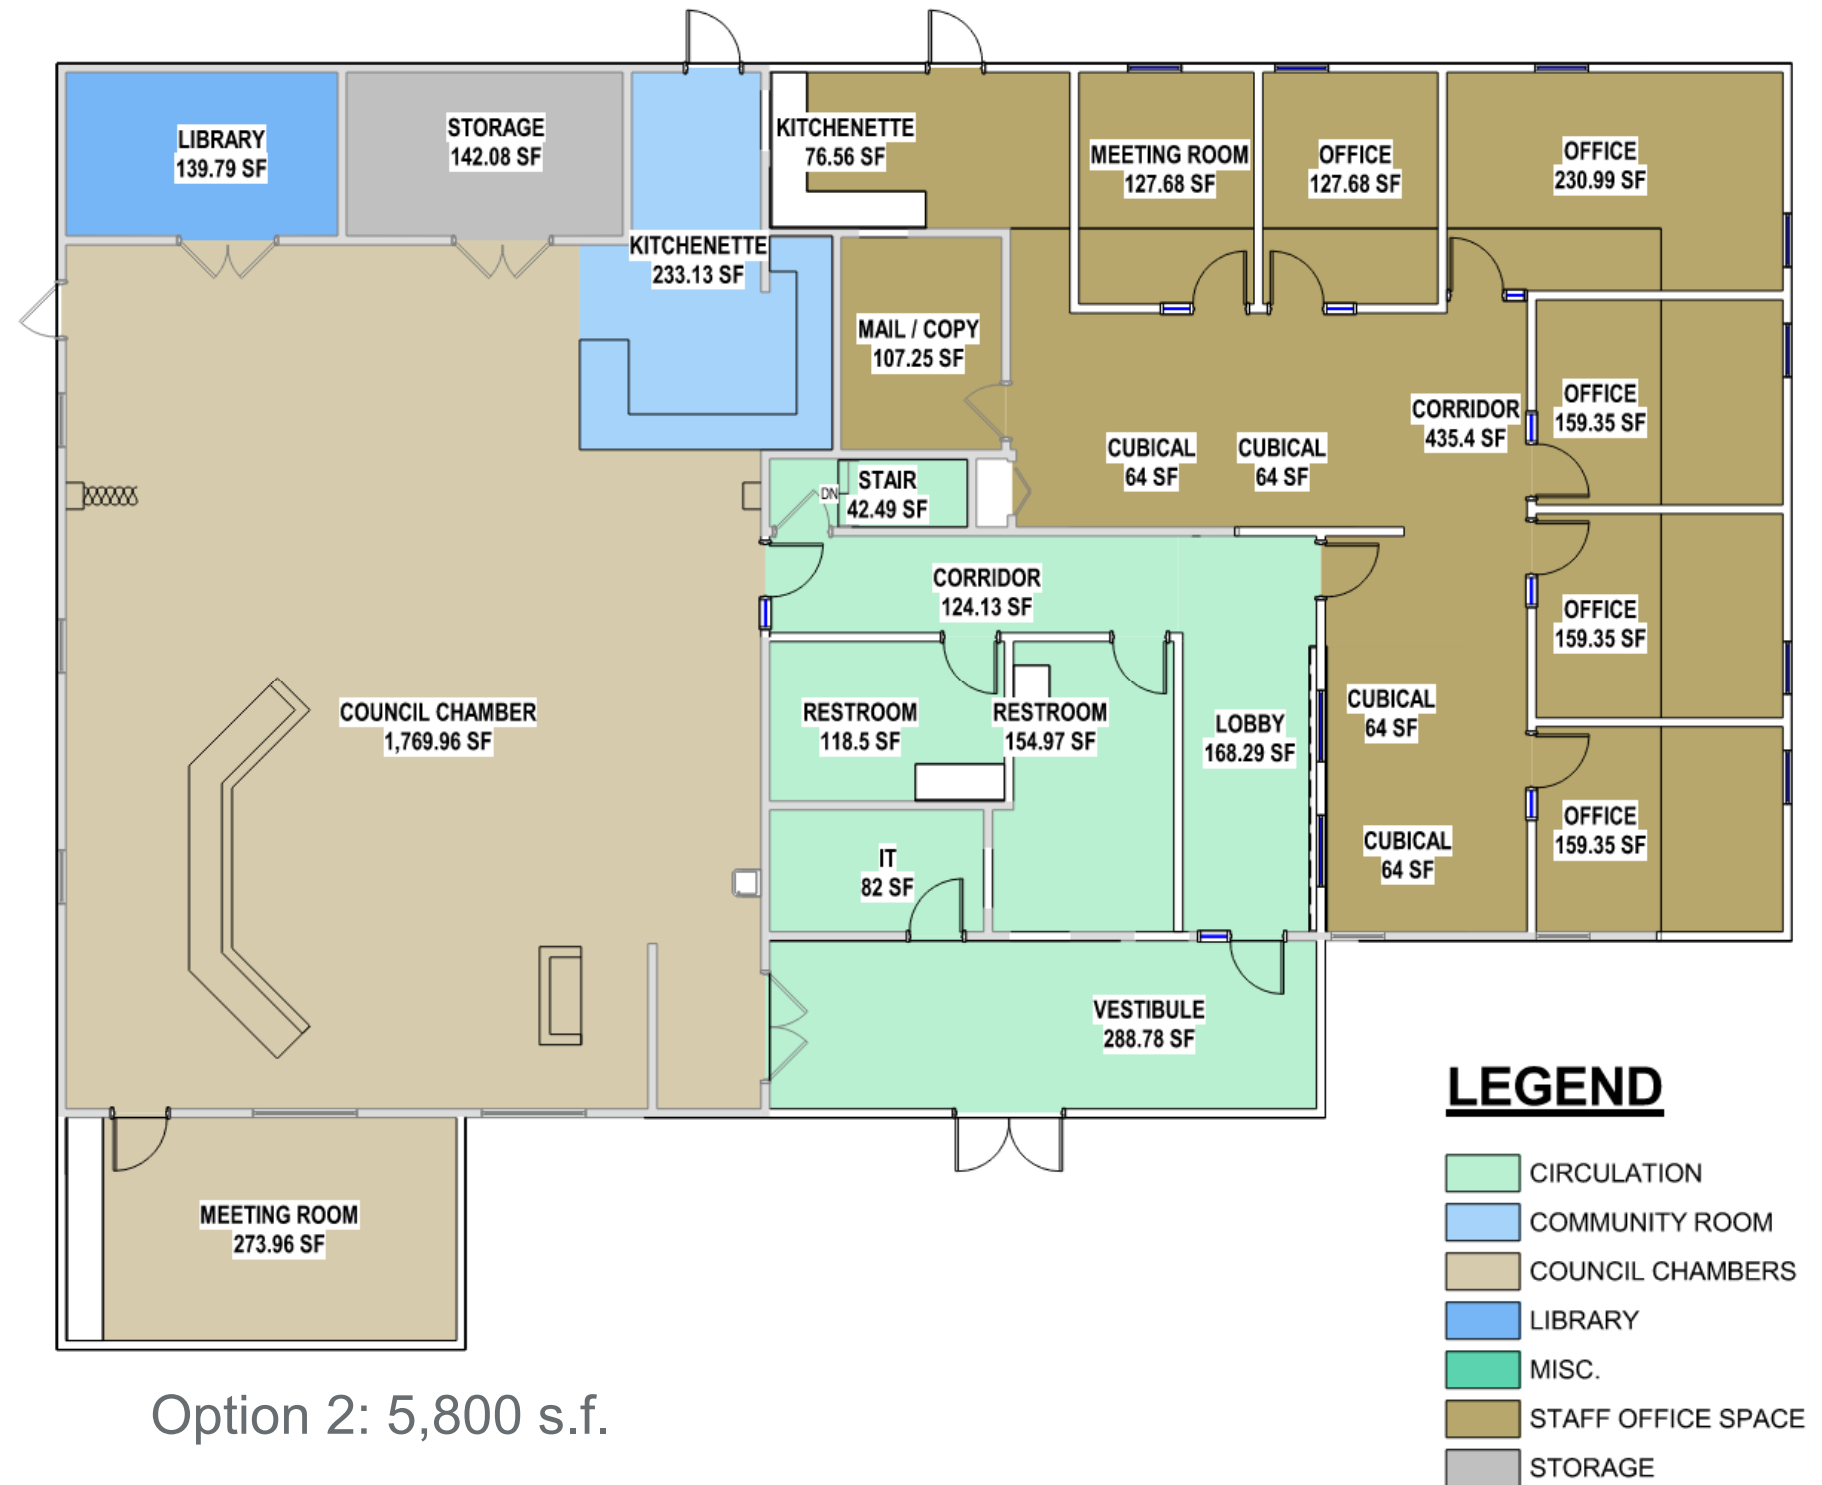 LIBRARY
139.79 SF
STORAGE
142.08 SF
KITCHENETTE
233.13 SF
KITCHENETTE
76.56 SF
MEETING ROOM
127.68 SF
OFFICE
127.68 SF
OFFICE
230.99 SF
MAIL / COPY
107.25 SF
CUBICAL
64 SF
CUBICAL
64 SF
CORRIDOR
435.4 SF
OFFICE
159.35 SF
DN
STAIR
42.49 SF
CORRIDOR
124.13 SF
OFFICE
159.35 SF
COUNCIL CHAMBER
1,769.96 SF
RESTROOM
118.5 SF
RESTROOM
154.97 SF
LOBBY
168.29 SF
CUBICAL
64 SF
IT
82 SF
CUBICAL
64 SF
OFFICE
159.35 SF
VESTIBULE
288.78 SF
MEETING ROOM
273.96 SF
LEGEND
CIRCULATION
COMMUNITY ROOM
COUNCIL CHAMBERS
LIBRARY
MISC.
STAFF OFFICE SPACE
STORAGE
Option 2: 5,800 s.f.